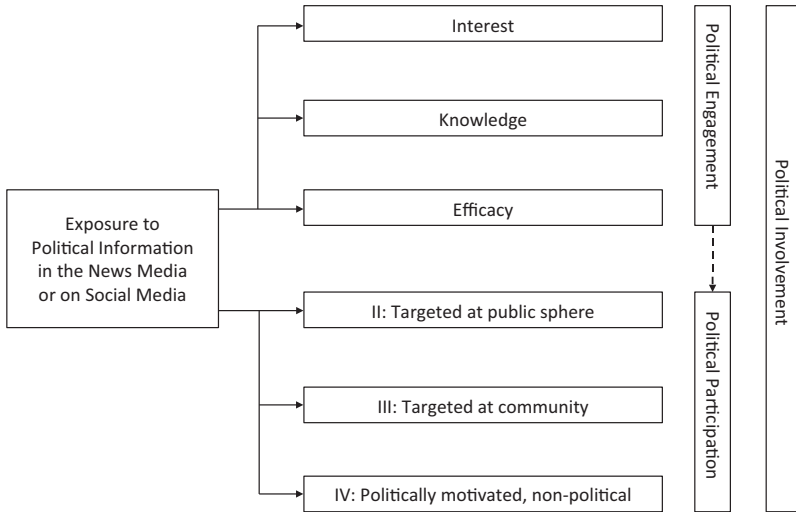 Interest
Knowledge
Efficacy
Exposure to
Political Information
in the News Media
or on Social Media
II: Targeted at public sphere
III: Targeted at community
IV: Politically motivated, non-political
Political Engagement
Political Participation
Political Involvement